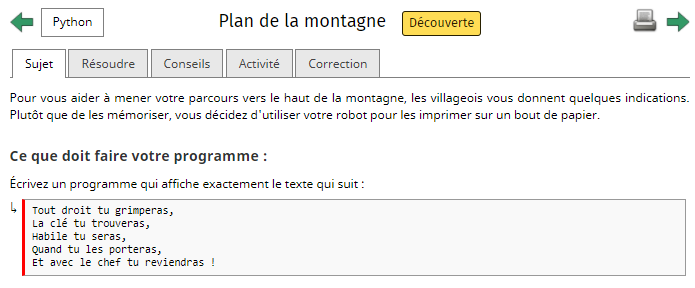 Python
Plan de la montagne
Découverte
Sujet
Résoudre
Conseils
Activité
Correction
Pour vous aider à mener votre parcours vers le haut de la montagne, les villageois vous donnent quelques indications.
Plutôt que de les mémoriser, vous décidez d'utiliser votre robot pour les imprimer sur un bout de papier.
Ce que doit faire votre programme :
Écrivez un programme qui affiche exactement le texte qui suit :
Tout droit tu grimperas,
La clé tu trouveras,
Habile tu seras,
Quand tu les porteras,
Et avec le chef tu reviendras !